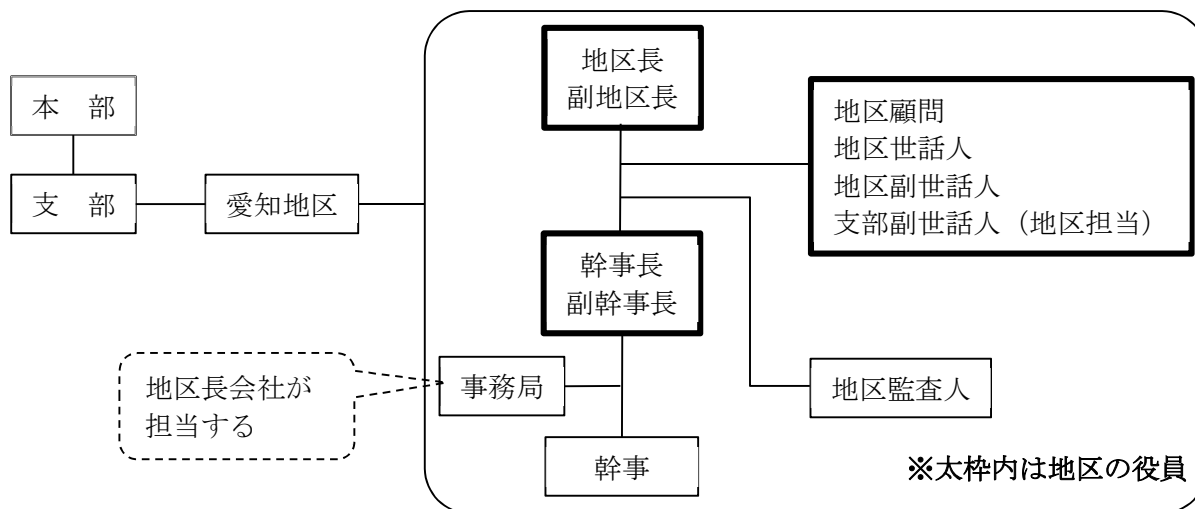 本　部
支　部
愛知地区
地区長
副地区長
地区顧問
地区世話人
地区副世話人
支部副世話人（地区担当）
幹事長
副幹事長
地区長会社が
担当する
事務局
地区監査人
幹事
※太枠内は地区の役員